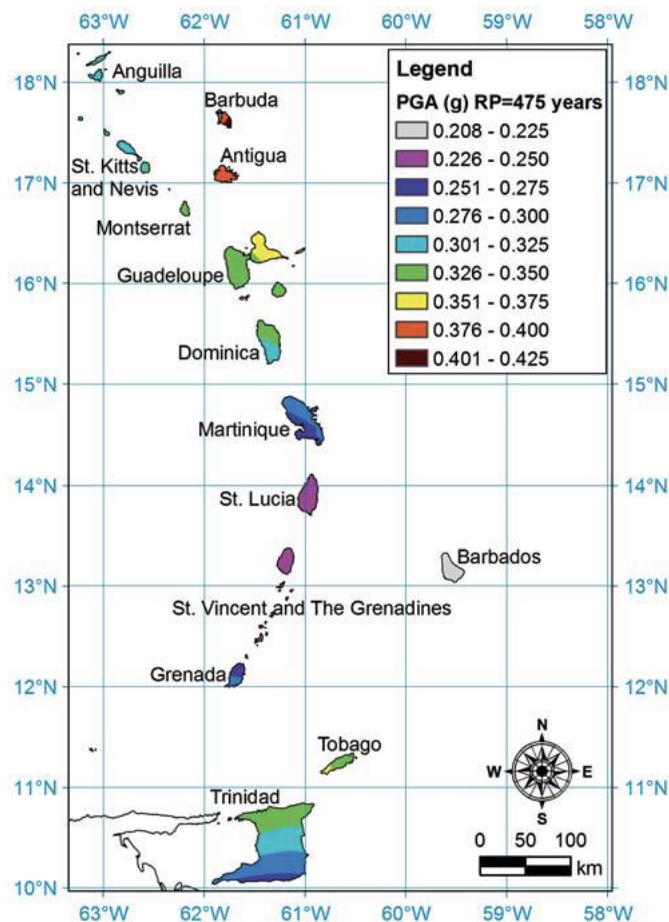 63°W 62°W 61°W 60°W 59°W 58°W
18°N
17°N
16°N
15°N
14°N
13°N
12°N
11°N
10°N
Anguilla
Barbuda
Antigua
St. Kitts
and Nevis
Montserrat
Guadeloupe
Dominica
Martinique
St. Lucia
Barbados
St. Vincent and The Grenadines
Grenada
Tobago
Trinidad
Legend
PGA (g) RP=475 years
0.208 - 0.225
0.226 - 0.250
0.251 - 0.275
0.276 - 0.300
0.301 - 0.325
0.326 - 0.350
0.351 - 0.375
0.376 - 0.400
0.401 - 0.425
N
W E
S
0 50 100
km
18°N
17°N
16°N
15°N
14°N
13°N
12°N
11°N
10°N
63°W 62°W 61°W 60°W 59°W 58°W